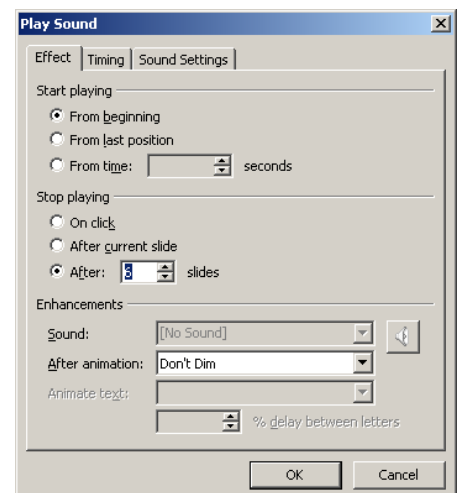 Play Sound
Effect Timing Sound Settings
Start playing
From beginning
From last position
From time: seconds
Stop playing
On click
After current slide
After: 6 slides
Enhancements
Sound: [No Sound]
After animation: Don't Dim
Animate text:
% delay between letters
OK Cancel